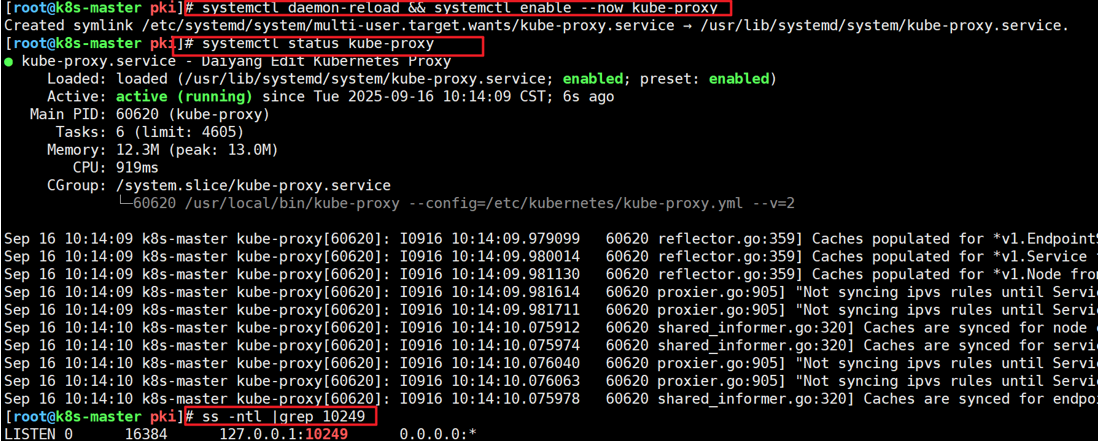 [root@k8s-master pki]# systemctl daemon-reload && systemctl enable --now kube-proxy
Created symlink /etc/systemd/system/multi-user.target.wants/kube-proxy.service → /usr/lib/systemd/system/kube-proxy.service.
[root@k8s-master pki]# systemctl status kube-proxy
● kube-proxy.service - Daiyang Edit Kubernetes Proxy
Loaded: loaded (/usr/lib/systemd/system/kube-proxy.service; enabled; preset: enabled)
Active: active (running) since Tue 2025-09-16 10:14:09 CST; 6s ago
Main PID: 60620 (kube-proxy)
Tasks: 6 (limit: 4605)
Memory: 12.3M (peak: 13.0M)
CPU: 919ms
CGroup: /system.slice/kube-proxy.service
└─60620 /usr/local/bin/kube-proxy --config=/etc/kubernetes/kube-proxy.yml --v=2
Sep 16 10:14:09 k8s-master kube-proxy[60620]: I0916 10:14:09.979099 60620 reflector.go:359] Caches populated for *v1.EndpointS
Sep 16 10:14:09 k8s-master kube-proxy[60620]: I0916 10:14:09.980014 60620 reflector.go:359] Caches populated for *v1.Service f
Sep 16 10:14:09 k8s-master kube-proxy[60620]: I0916 10:14:09.981130 60620 reflector.go:359] Caches populated for *v1.Node from
Sep 16 10:14:09 k8s-master kube-proxy[60620]: I0916 10:14:09.981614 60620 proxier.go:905] "Not syncing ipvs rules until Servic
Sep 16 10:14:09 k8s-master kube-proxy[60620]: I0916 10:14:09.981711 60620 proxier.go:905] "Not syncing ipvs rules until Servic
Sep 16 10:14:10 k8s-master kube-proxy[60620]: I0916 10:14:10.075912 60620 shared_informer.go:320] Caches are synced for node c
Sep 16 10:14:10 k8s-master kube-proxy[60620]: I0916 10:14:10.075974 60620 shared_informer.go:320] Caches are synced for servic
Sep 16 10:14:10 k8s-master kube-proxy[60620]: I0916 10:14:10.076040 60620 proxier.go:905] "Not syncing ipvs rules until Servic
Sep 16 10:14:10 k8s-master kube-proxy[60620]: I0916 10:14:10.076063 60620 proxier.go:905] "Not syncing ipvs rules until Servic
Sep 16 10:14:10 k8s-master kube-proxy[60620]: I0916 10:14:10.075978 60620 shared_informer.go:320] Caches are synced for endpoi
[root@k8s-master pki]# ss -ntl |grep 10249
LISTEN 0 16384 127.0.0.1:10249 0.0.0.0:*